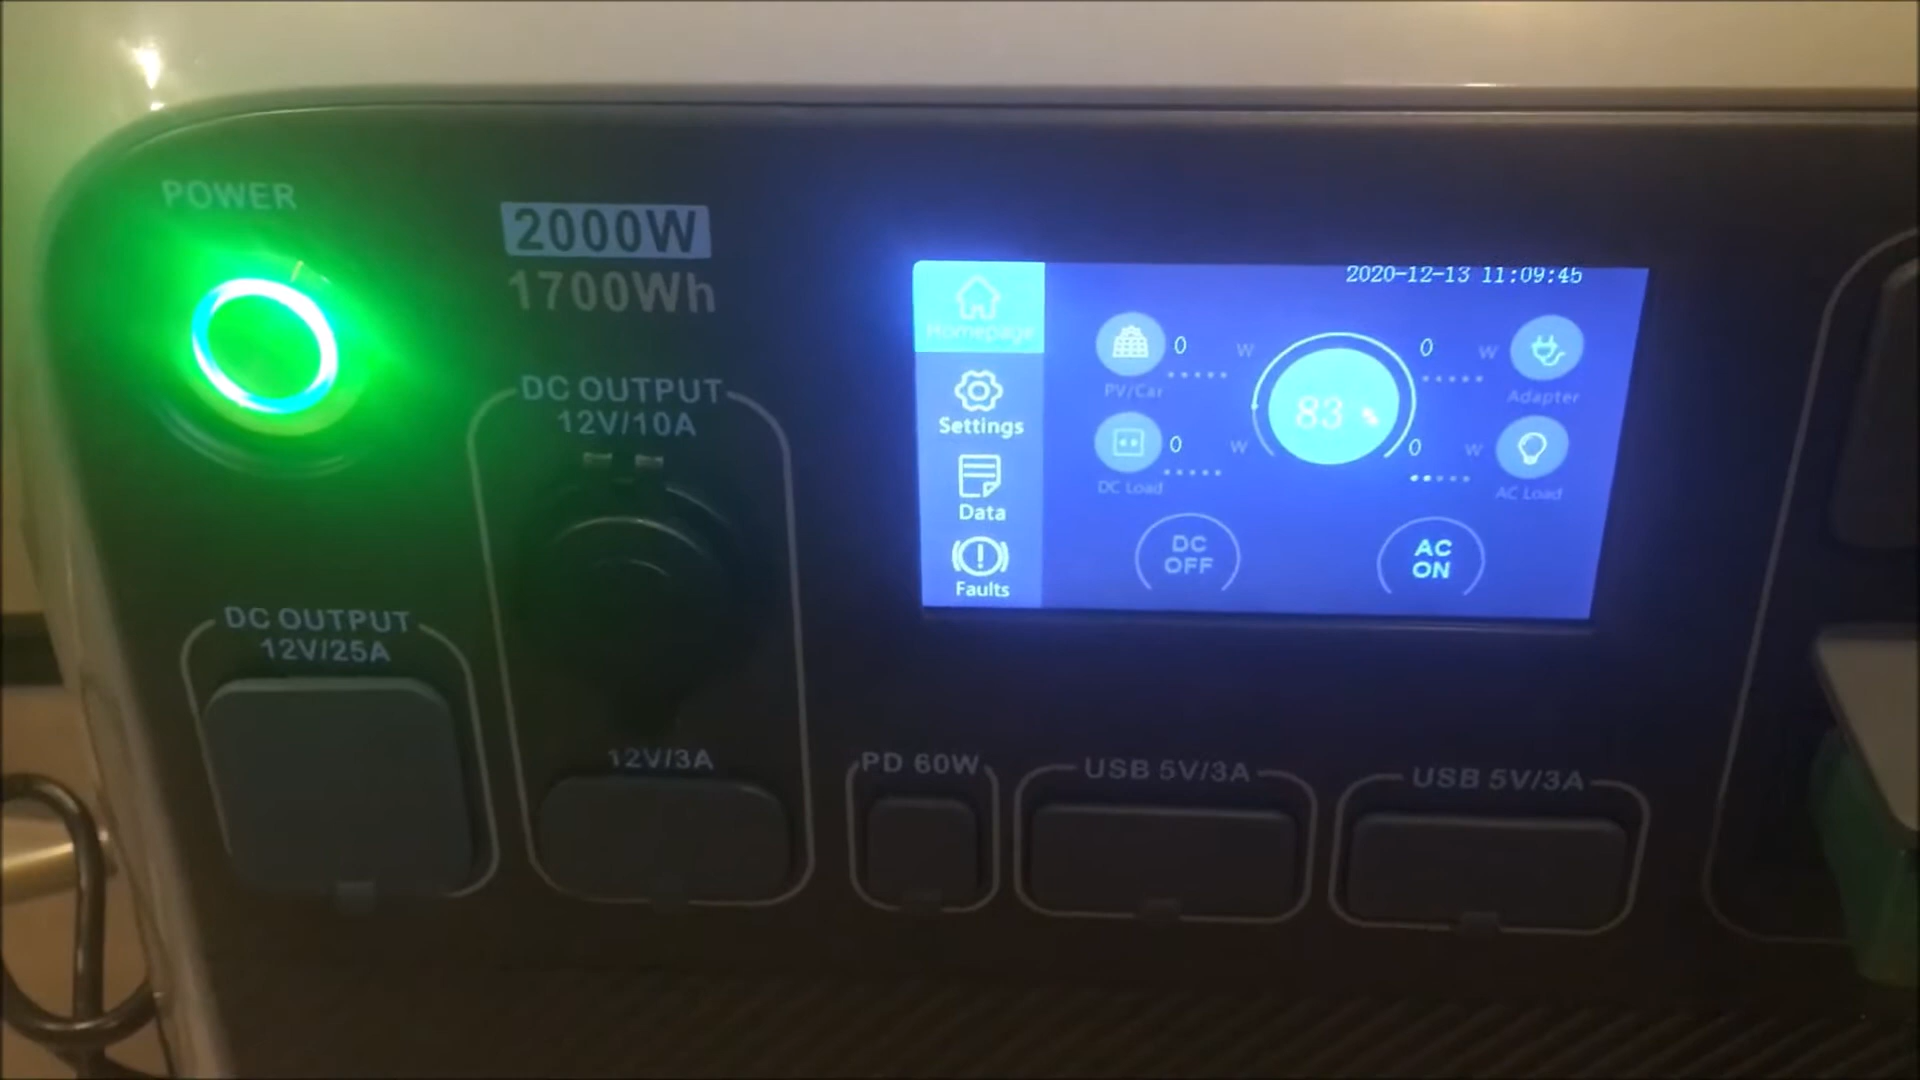 POWER
2000W
1700Wh
DC OUTPUT
12V/10A
DC OUTPUT
12V/25A
12V/3A
PD 60W
USB 5V/3A
USB 5V/3A
2020-12-13 11:09:45
Homepage
Settings
Data
Faults
0 W
PV/Car
0 W
Adapter
83 %
0 W
DC Load
0 W
AC Load
DC
OFF
AC
ON